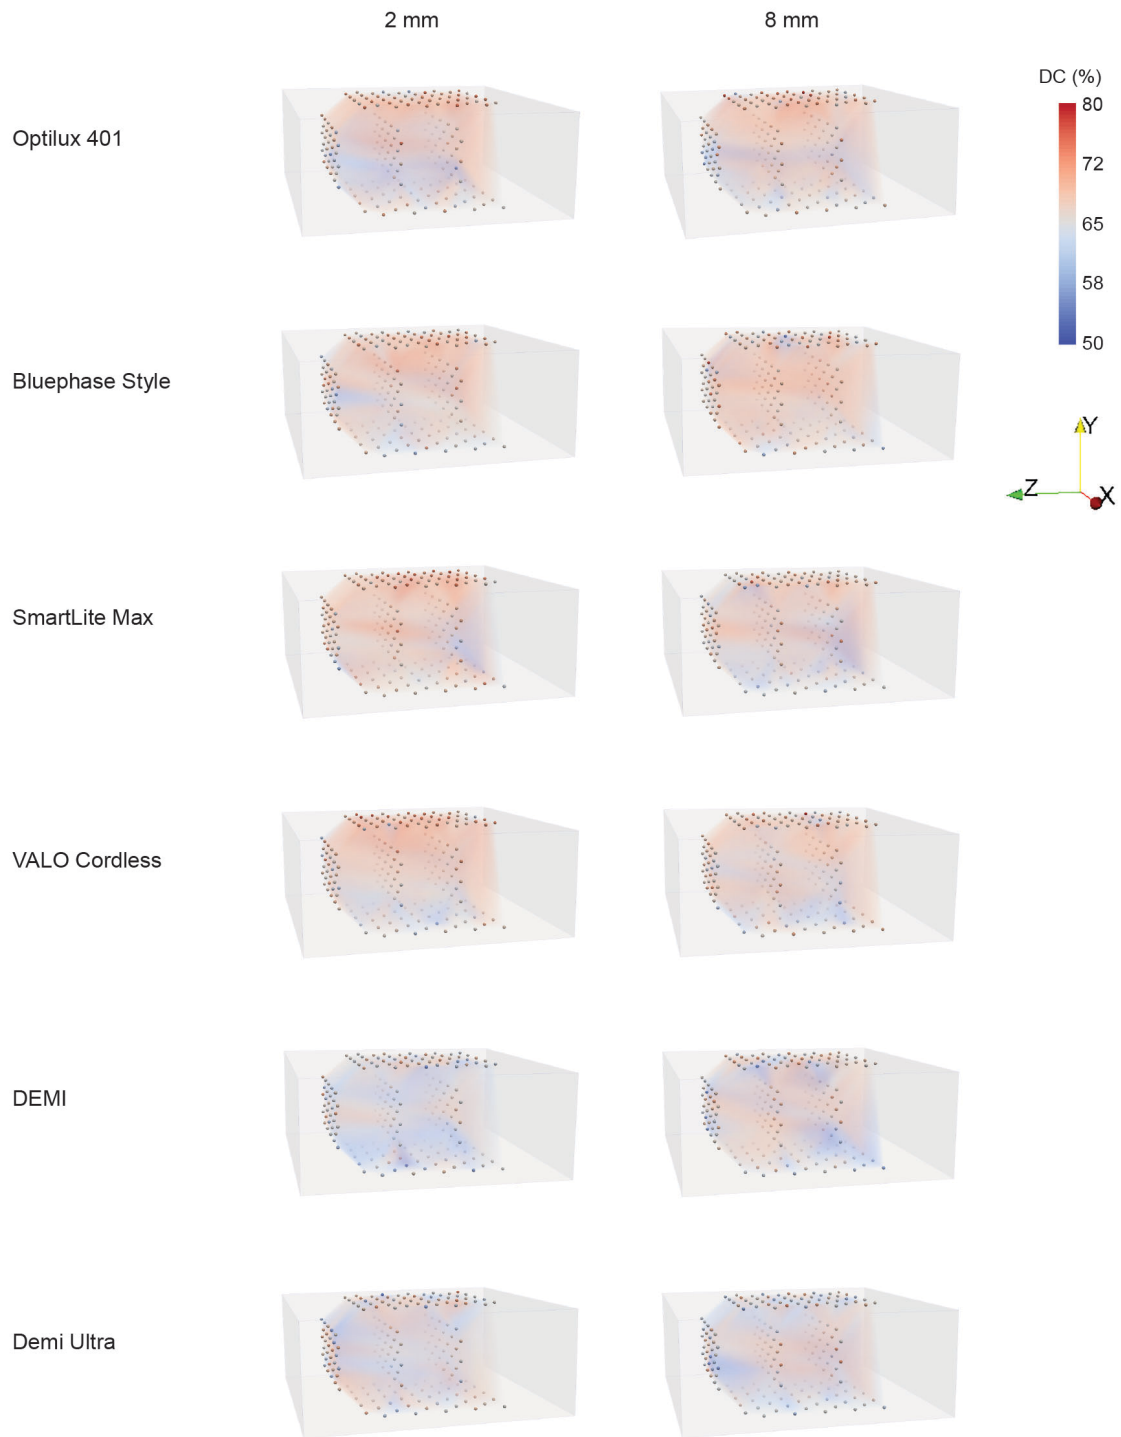 2 mm 8 mm
DC (%)
80
Optilux 401
72
65
58
50
Bluephase Style
Y
Z
X
SmartLite Max
VALO Cordless
DEMI
Demi Ultra